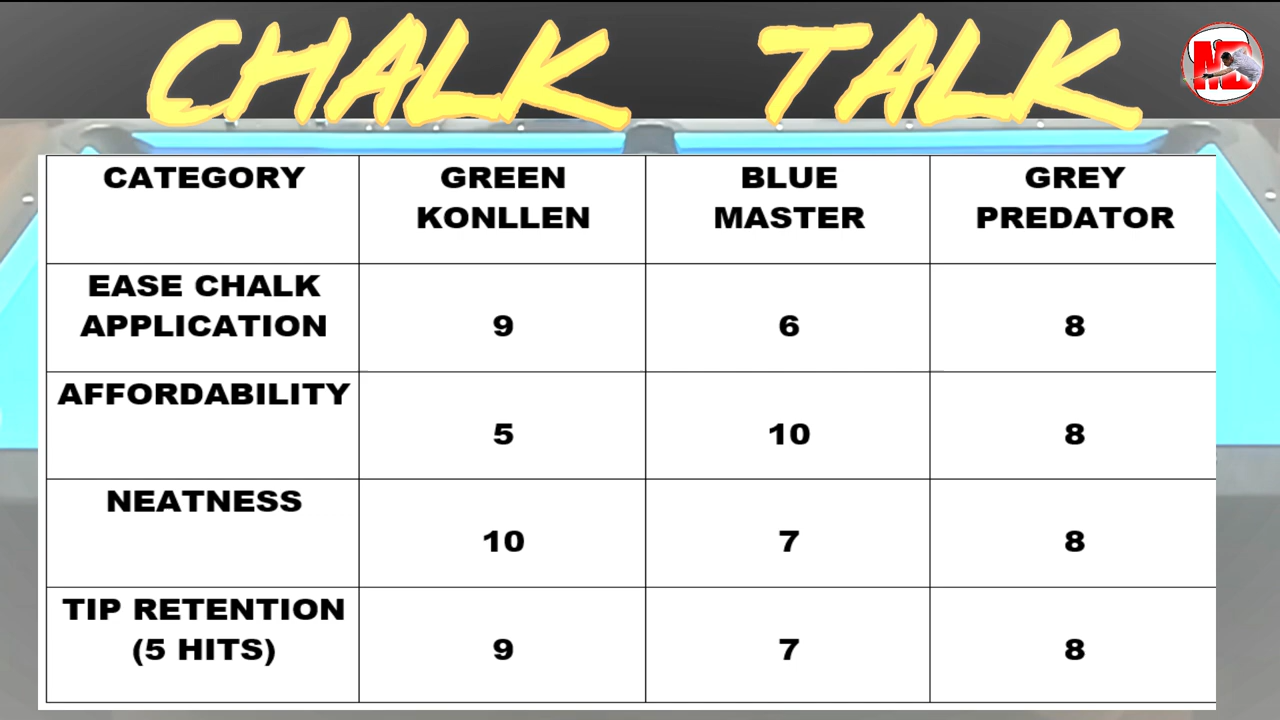 CHALK TALK
CATEGORY
GREEN
KONLLEN
BLUE
MASTER
GREY
PREDATOR
EASE CHALK
APPLICATION
9
6
8
AFFORDABILITY
5
10
8
NEATNESS
10
7
8
TIP RETENTION
(5 HITS)
9
7
8